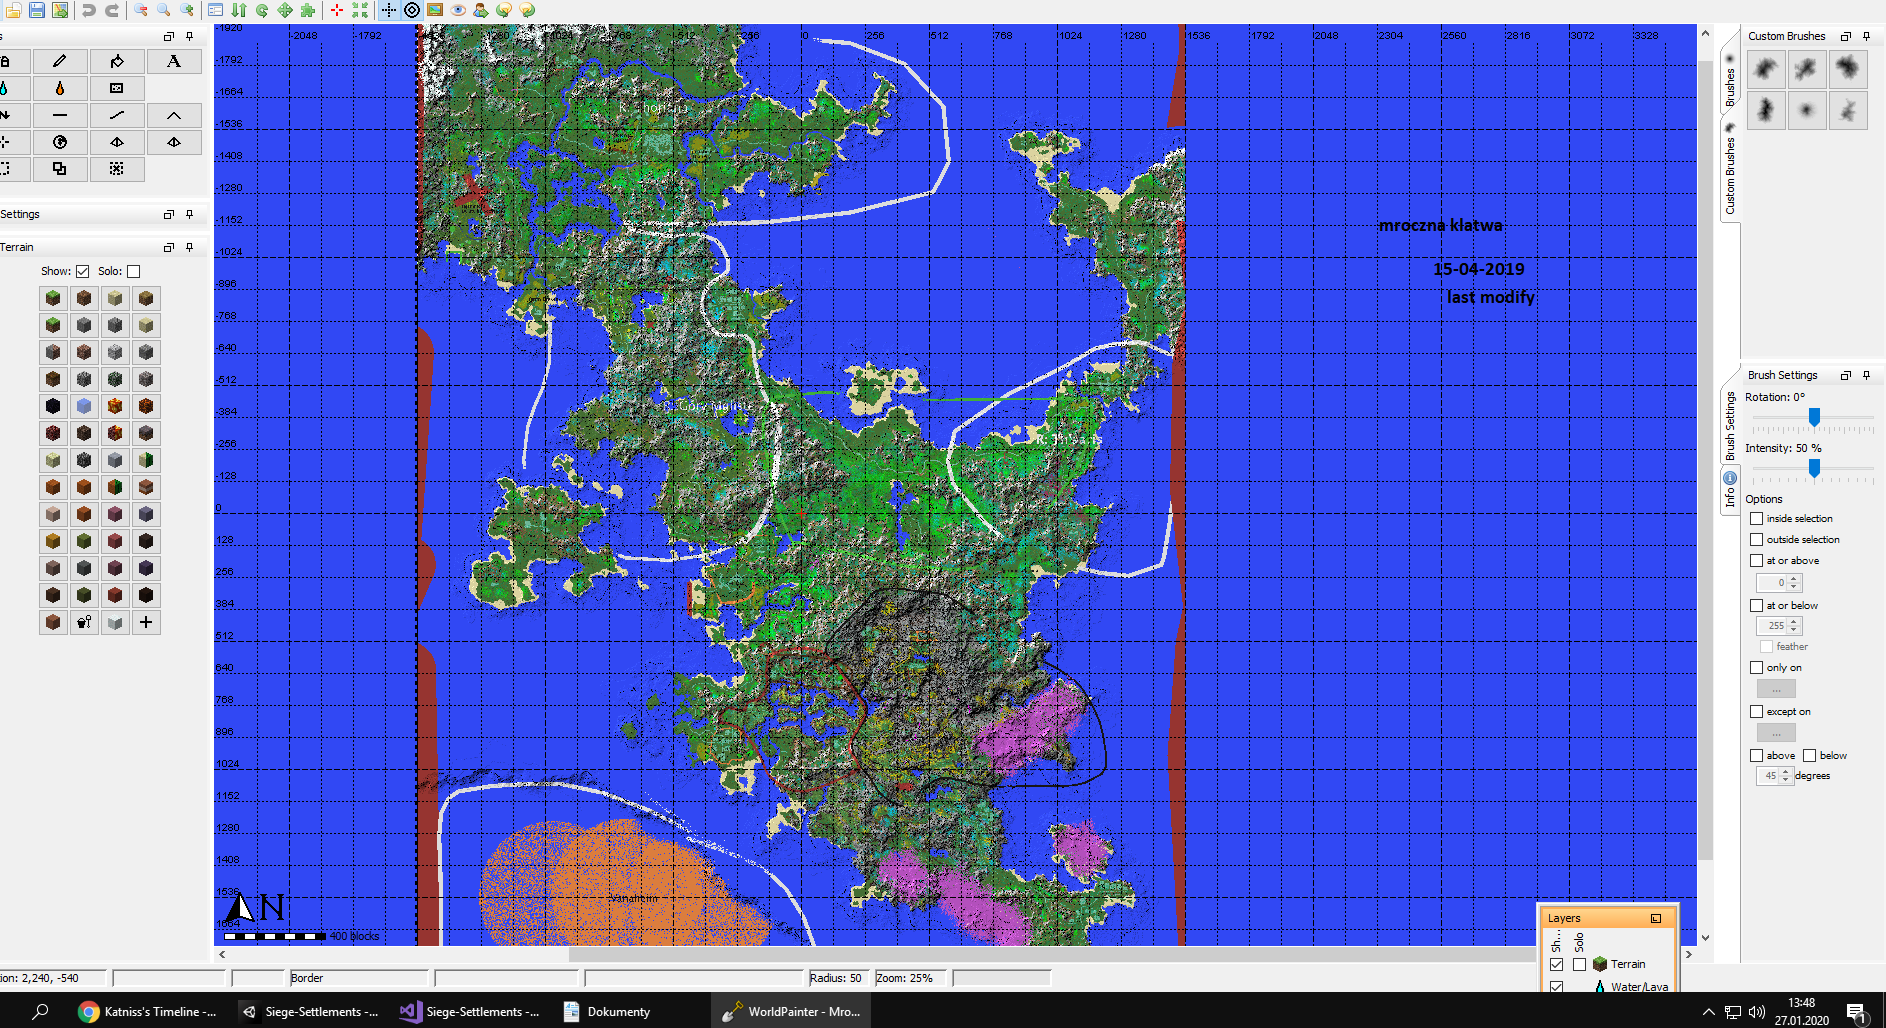 Custom Brushes
Settings
Terrain
Show:
Solo:
-2048 -1792 -1280 -1024 -768 -512 -256 0 256 512 768 1024 1280 1536 1792 2048 2304 2560 2816 3072 3328
-1920
-1792
-1664
-1536
-1408
-1280
-1152
-1024
-896
-768
-640
-512
-384
-256
-128
0
128
256
384
512
640
768
896
1024
1152
1280
1408
1536
1664
mroczna klatwa
15-04-2019
last modify
Vanaheim
N
400 blocks
Brushes
Custom Brushes
Brush Settings
Info
Brush Settings
Rotation: 0°
Intensity: 50 %
Options
inside selection
outside selection
at or above
0
at or below
255
feather
only on
...
except on
...
above
below
45
degrees
Layers
Sh...
Solo
Terrain
Water/Lava
ion: 2,240, -540
Border
Radius: 50
Zoom: 25%
Katniss's Timeline -...
Siege-Settlements -...
Siege-Settlements -...
Dokumenty
WorldPainter - Mro...
13:48
27.01.2020
1